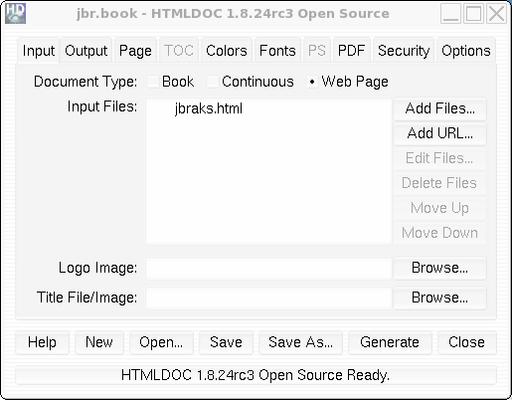 HD jbr.book - HTMLDOC 1.8.24rc3 Open Source
Input Output Page TOC Colors Fonts PS PDF Security Options
Document Type: Book Continuous Web Page
Input Files: jbraks.html Add Files...
Add URL...
Edit Files...
Delete Files
Move Up
Move Down
Logo Image: Browse...
Title File/Image: Browse...
Help New Open... Save Save As... Generate Close
HTMLDOC 1.8.24rc3 Open Source Ready.